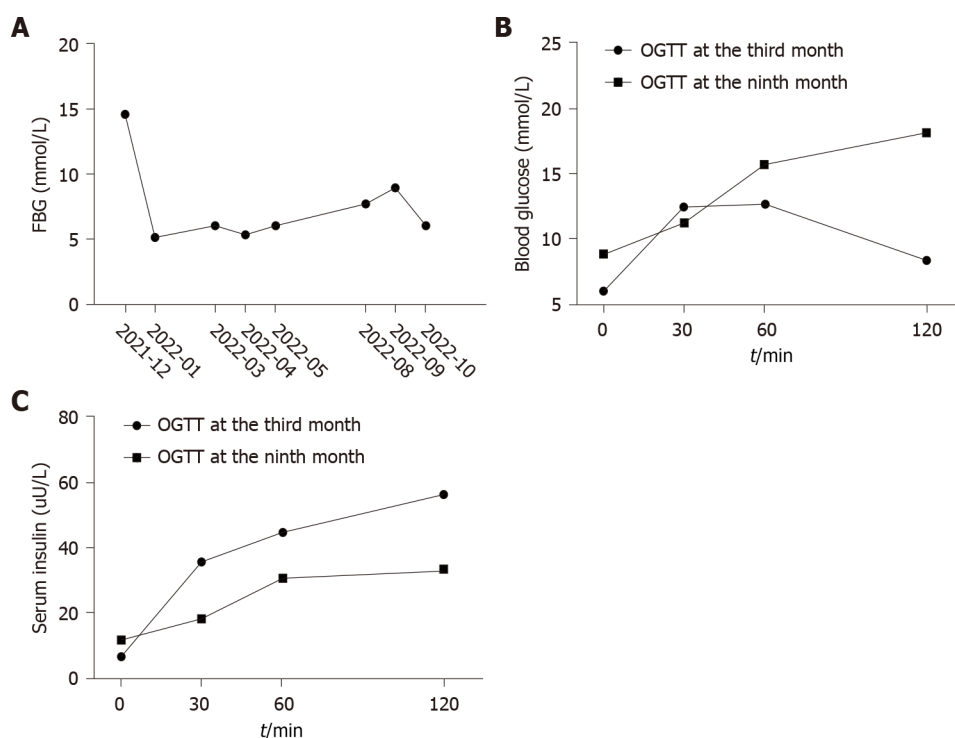 A
20
15
10
5
0
FBG (mmol/L)
2021-12
2022-01
2022-03
2022-04
2022-05
2022-08
2022-09
2022-10
B
OGTT at the third month
OGTT at the ninth month
25
20
15
10
5
Blood glucose (mmol/L)
0 30 60 120
t/min
C
OGTT at the third month
OGTT at the ninth month
80
60
40
20
0
Serum insulin (uU/L)
0 30 60 120
t/min